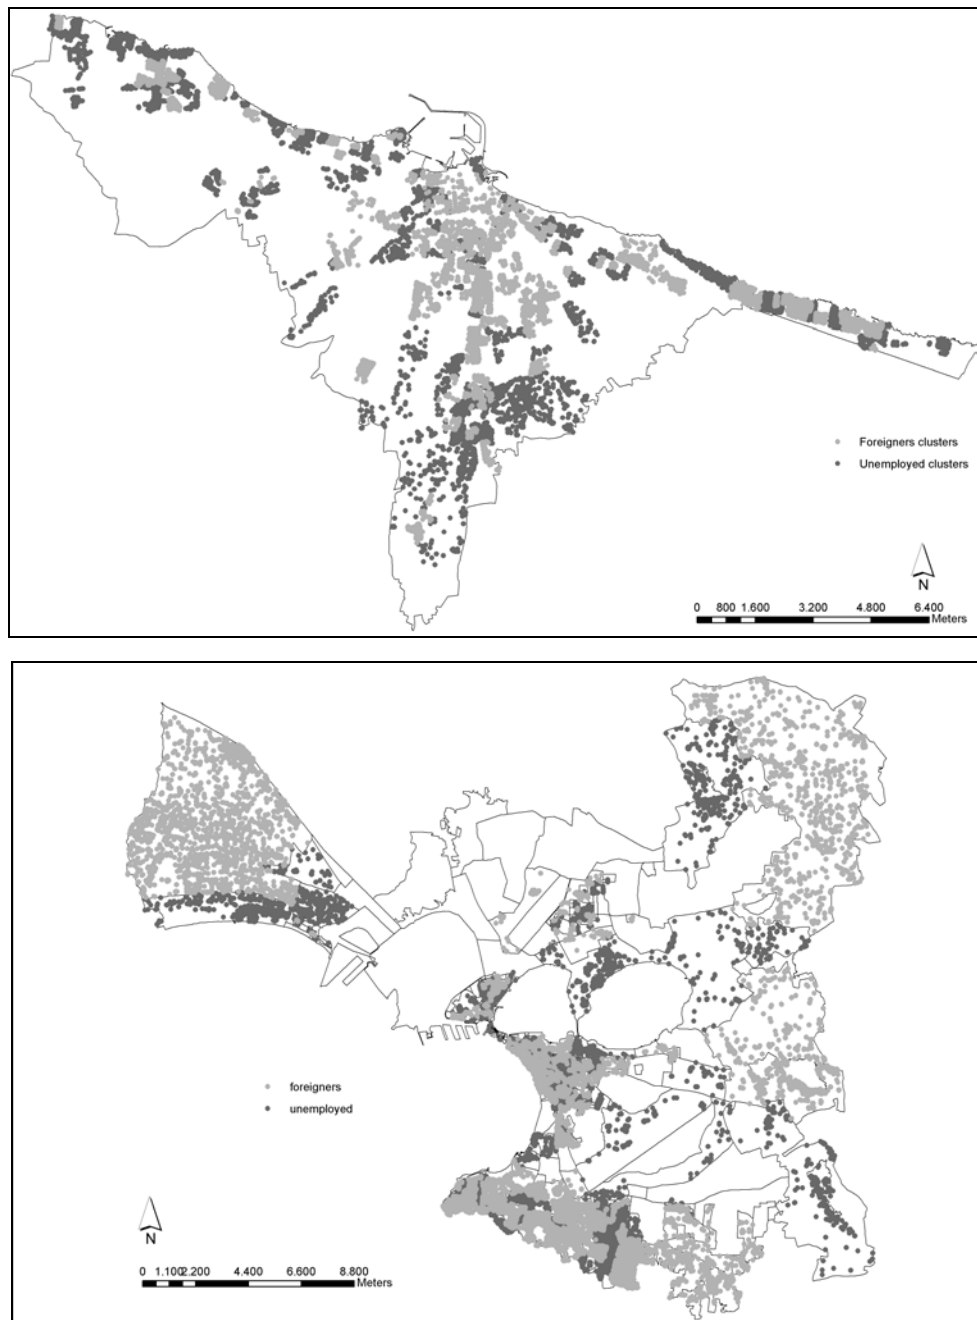 Foreigners clusters
Unemployed clusters
N
0 800 1.600 3.200 4.800 6.400
Meters
foreigners
unemployed
N
0 1.100 2.200 4.400 6.600 8.800
Meters